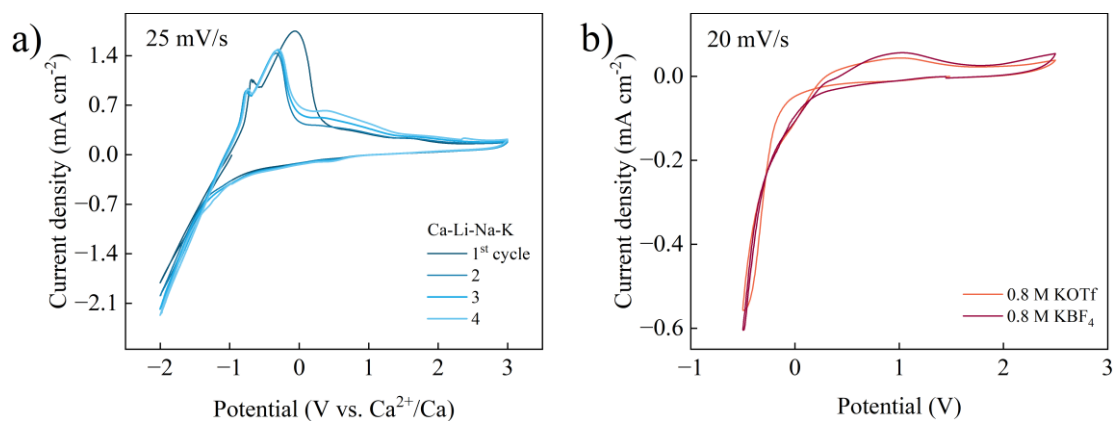 a)
25 mV/s
Current density (mA cm⁻²)
1.4
0.7
0.0
−0.7
−1.4
−2.1
Ca-Li-Na-K
1ˢᵗ cycle
2
3
4
−2 −1 0 1 2 3
Potential (V vs. Ca²⁺/Ca)
b)
20 mV/s
Current density (mA cm⁻²)
0.0
−0.2
−0.4
−0.6
0.8 M KOTf
0.8 M KBF₄
−1 0 1 2 3
Potential (V)